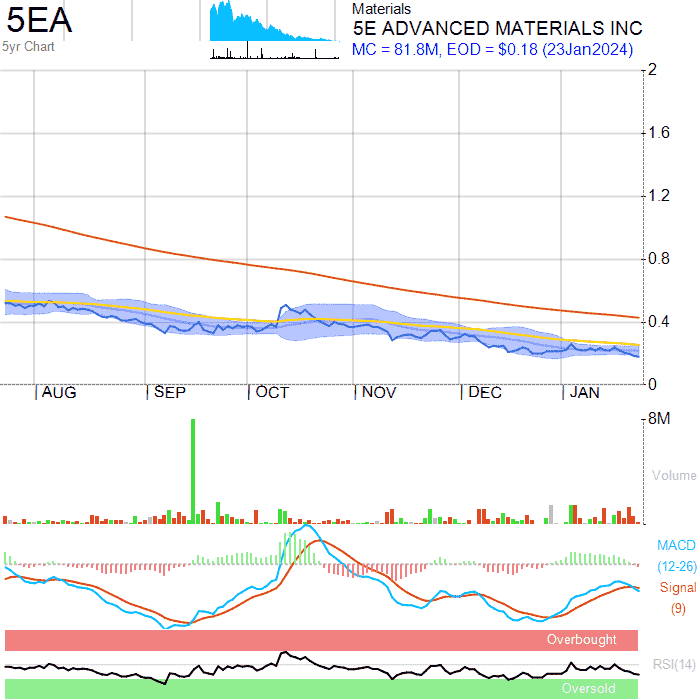 5EA
5yr Chart
Materials
5E ADVANCED MATERIALS INC
MC = 81.8M, EOD = $0.18 (23Jan2024)
2
1.6
1.2
0.8
0.4
0
AUG SEP OCT NOV DEC JAN
8M
Volume
MACD
(12-26)
Signal
(9)
Overbought
RSI(14)
Oversold